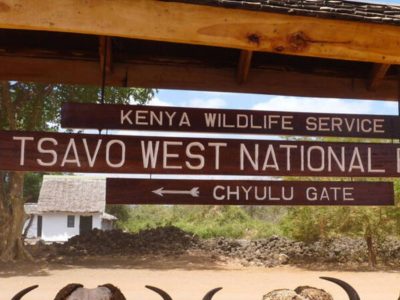 KENYA WILDLIFE SERVICE
TSAVO WEST NATIONAL
CHYULU GATE